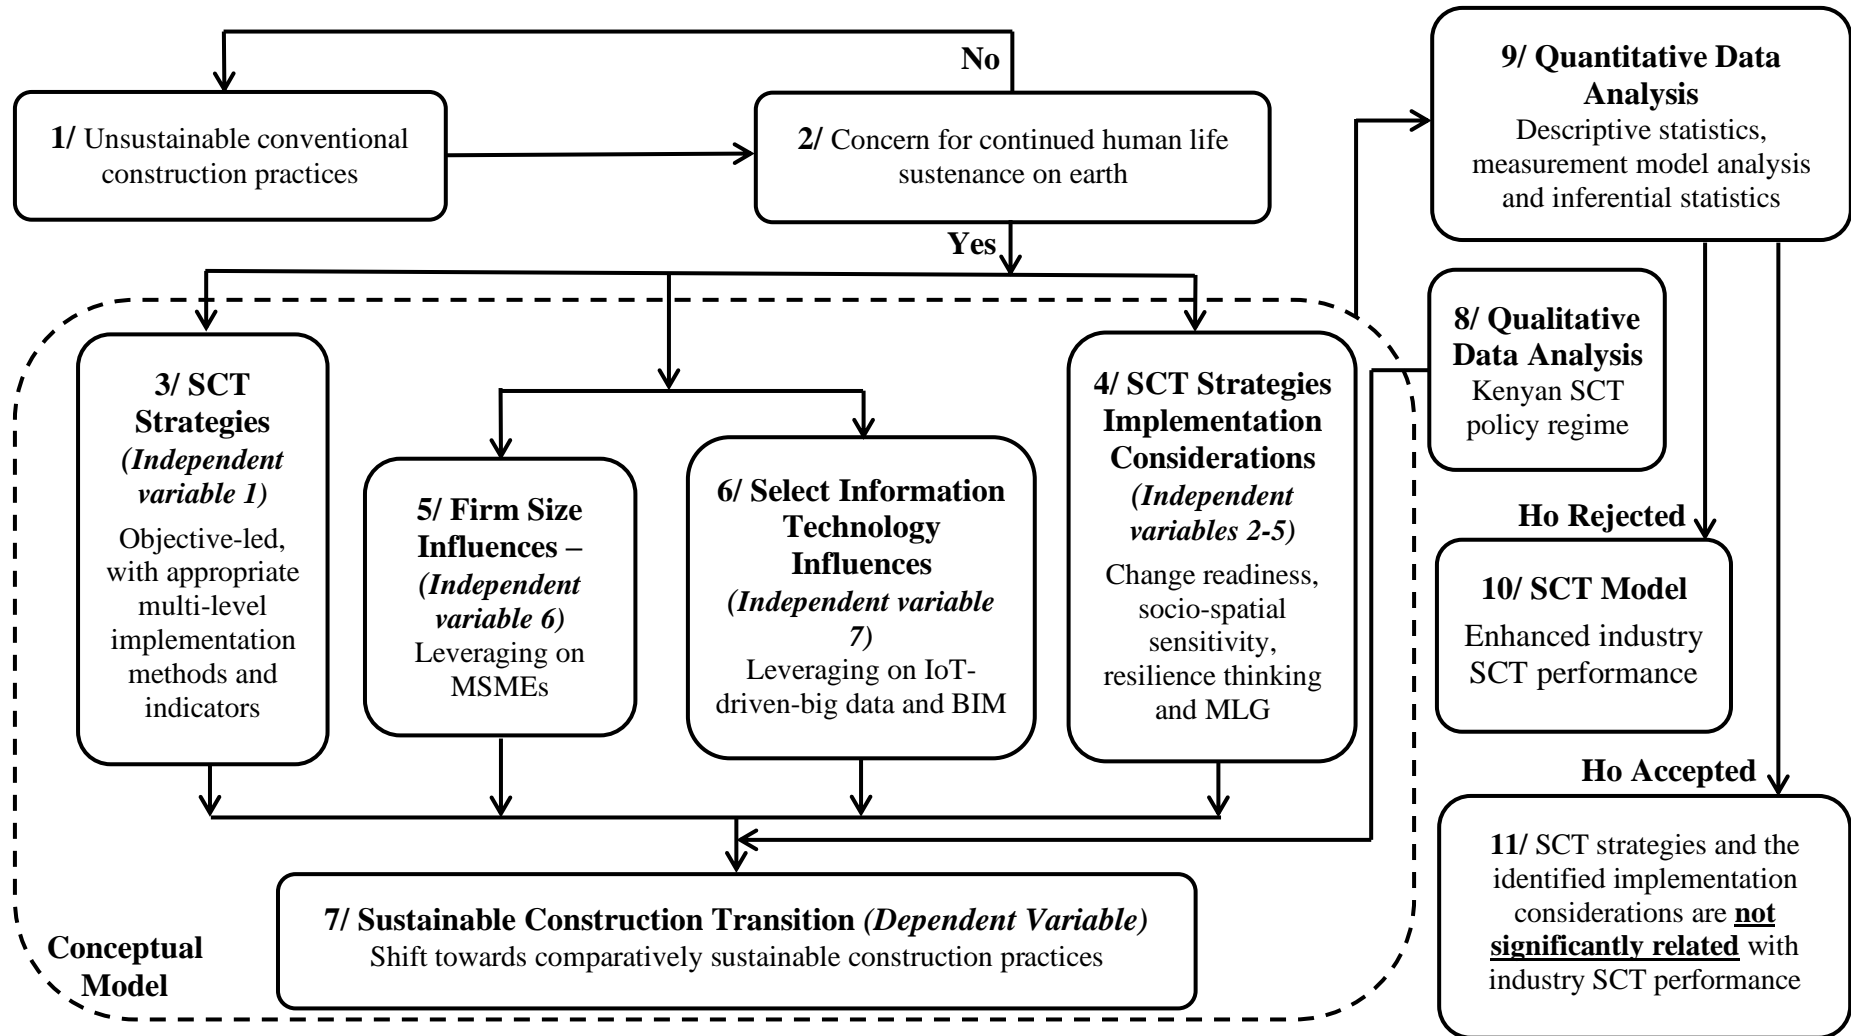 No
1/ Unsustainable conventional
construction practices
2/ Concern for continued human life
sustenance on earth
Yes
9/ Quantitative Data
Analysis
Descriptive statistics,
measurement model analysis
and inferential statistics
3/ SCT
Strategies
(Independent
variable 1)
Objective-led,
with appropriate
multi-level
implementation
methods and
indicators
5/ Firm Size
Influences –
(Independent
variable 6)
Leveraging on
MSMEs
6/ Select Information
Technology
Influences
(Independent variable
7)
Leveraging on IoT-
driven-big data and BIM
4/ SCT Strategies
Implementation
Considerations
(Independent
variables 2-5)
Change readiness,
socio-spatial
sensitivity,
resilience thinking
and MLG
8/ Qualitative
Data Analysis
Kenyan SCT
policy regime
Ho Rejected
10/ SCT Model
Enhanced industry
SCT performance
Ho Accepted
11/ SCT strategies and the
identified implementation
considerations are not
significantly related with
industry SCT performance
7/ Sustainable Construction Transition (Dependent Variable)
Shift towards comparatively sustainable construction practices
Conceptual
Model